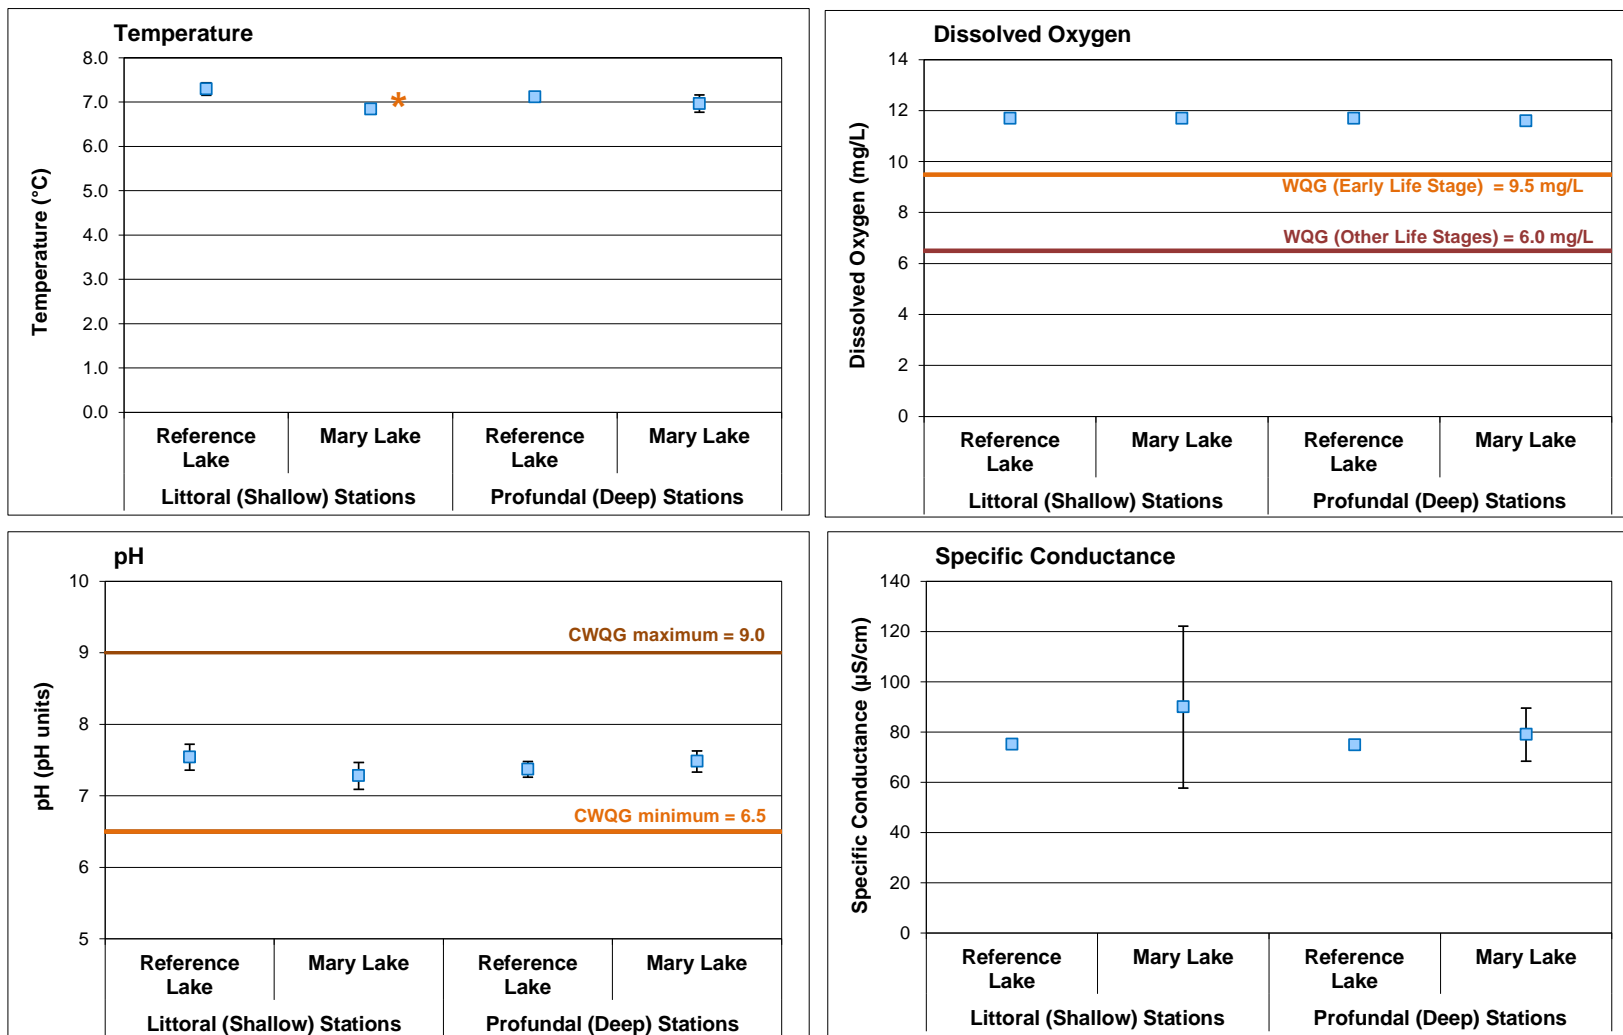 Temperature
8.0
7.0
6.0
5.0
4.0
3.0
2.0
1.0
0.0
Temperature (°C)
*
Reference Lake
Mary Lake
Reference Lake
Mary Lake
Littoral (Shallow) Stations
Profundal (Deep) Stations
Dissolved Oxygen
14
12
10
8
6
4
2
0
Dissolved Oxygen (mg/L)
WQG (Early Life Stage) = 9.5 mg/L
WQG (Other Life Stages) = 6.0 mg/L
Reference Lake
Mary Lake
Reference Lake
Mary Lake
Littoral (Shallow) Stations
Profundal (Deep) Stations
pH
10
9
8
7
6
5
pH (pH units)
CWQG maximum = 9.0
CWQG minimum = 6.5
Reference Lake
Mary Lake
Reference Lake
Mary Lake
Littoral (Shallow) Stations
Profundal (Deep) Stations
Specific Conductance
140
120
100
80
60
40
20
0
Specific Conductance (µS/cm)
Reference Lake
Mary Lake
Reference Lake
Mary Lake
Littoral (Shallow) Stations
Profundal (Deep) Stations